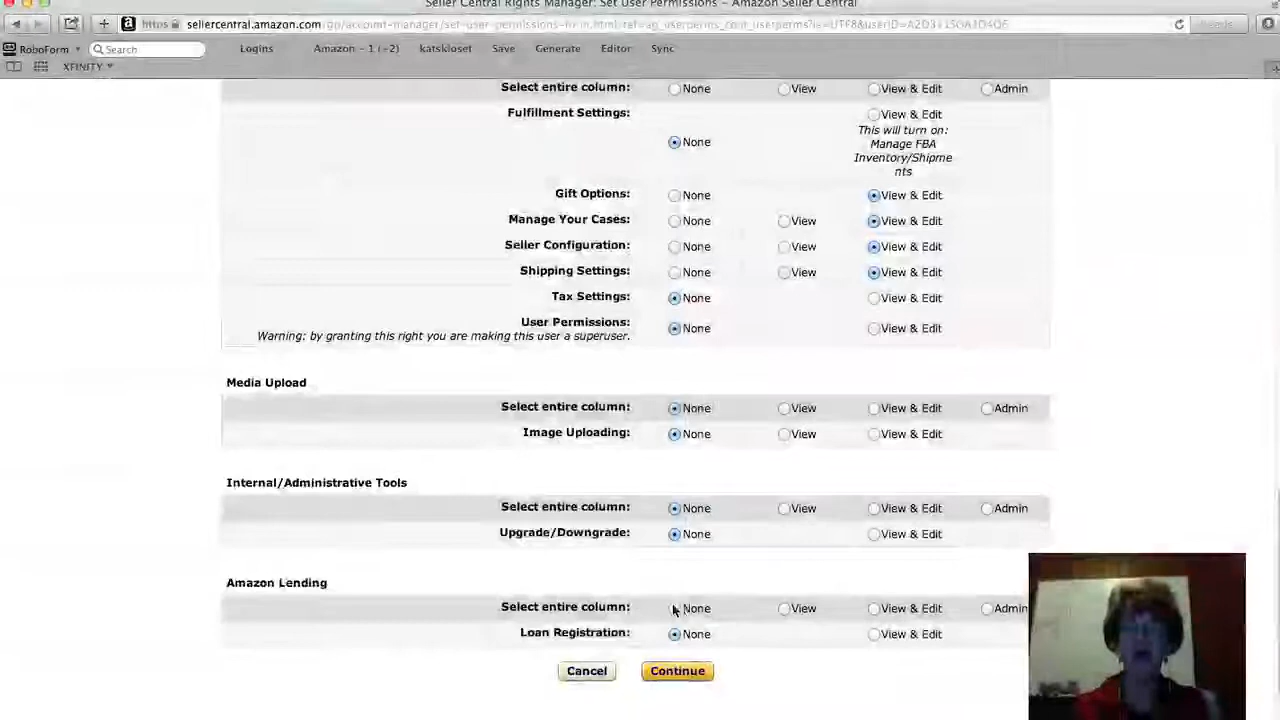 Seller Central Rights Manager: Set User Permissions – Amazon Seller Central
https sellercentral.amazon.com
RoboForm Search Logins Amazon - 1 (~2) katskloset Save Generate Editor Sync
XFINITY
Select entire column: None View View & Edit Admin
Fulfillment Settings: None View & Edit
This will turn on:
Manage FBA
Inventory/Shipme
nts
Gift Options: None View & Edit
Manage Your Cases: None View View & Edit
Seller Configuration: None View View & Edit
Shipping Settings: None View View & Edit
Tax Settings: None View & Edit
User Permissions: None View & Edit
Warning: by granting this right you are making this user a superuser.
Media Upload
Select entire column: None View View & Edit Admin
Image Uploading: None View View & Edit
Internal/Administrative Tools
Select entire column: None View View & Edit Admin
Upgrade/Downgrade: None View & Edit
Amazon Lending
Select entire column: None View View & Edit Admin
Loan Registration: None View & Edit
Cancel Continue